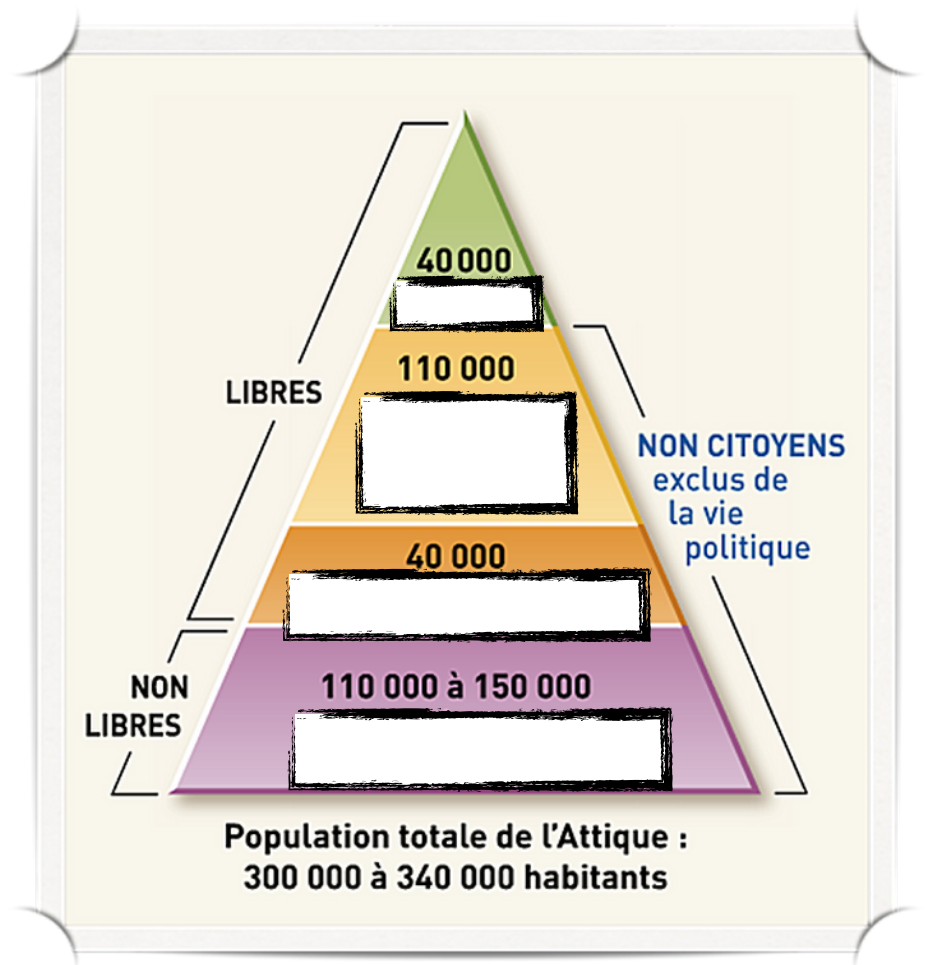 40 000
110 000
LIBRES
NON CITOYENS
exclus de
la vie
politique
40 000
110 000 à 150 000
NON
LIBRES
Population totale de l'Attique :
300 000 à 340 000 habitants